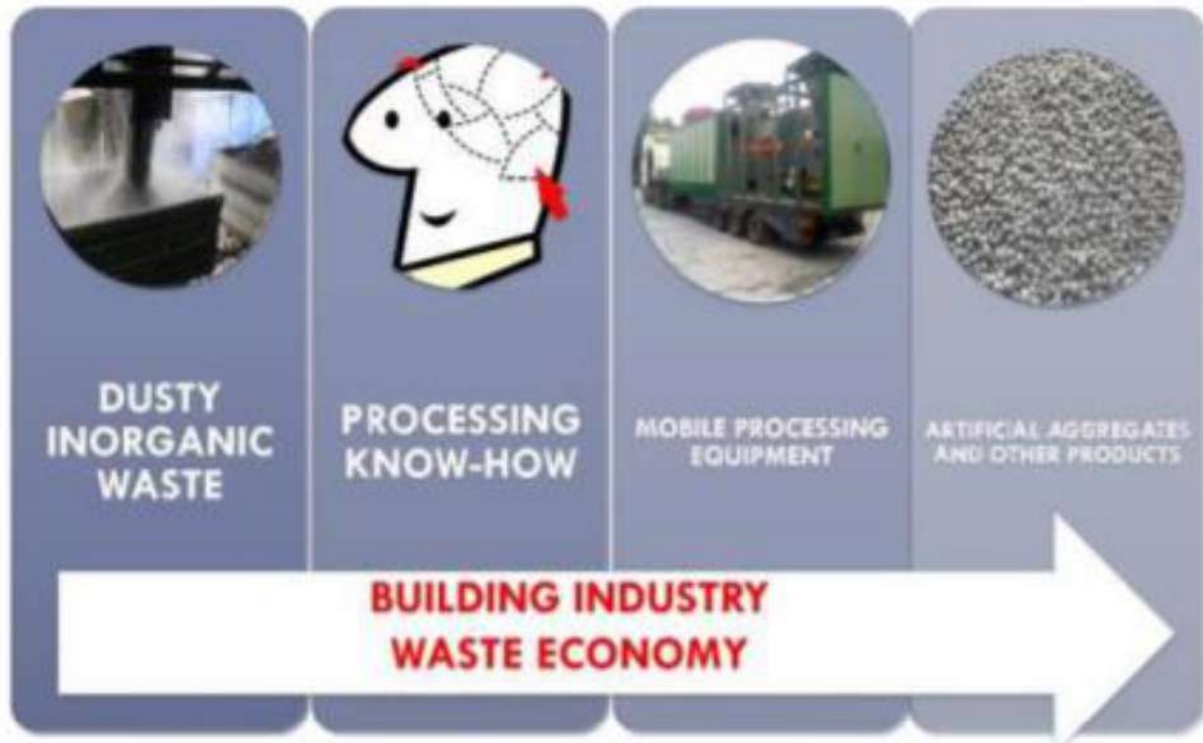 DUSTY
INORGANIC
WASTE
PROCESSING
KNOW-HOW
MOBILE PROCESSING
EQUIPMENT
ARTIFICIAL AGGREGATES
AND OTHER PRODUCTS
BUILDING INDUSTRY
WASTE ECONOMY